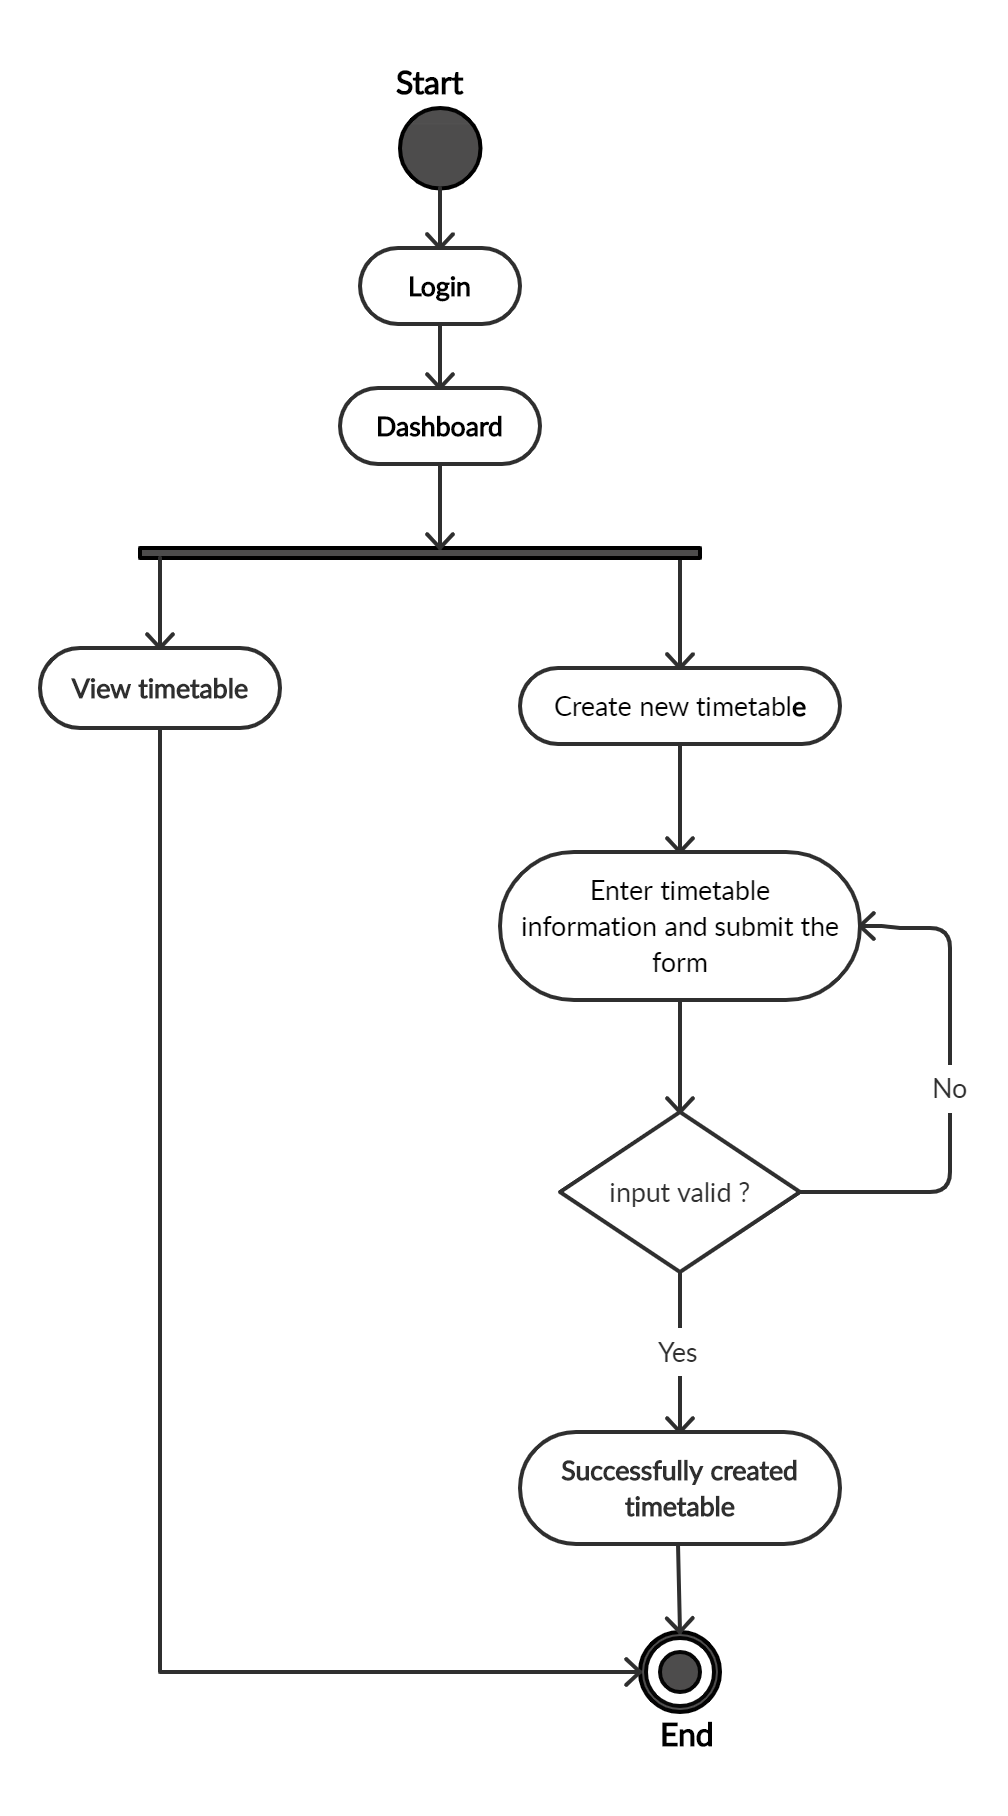 Start
Login
Dashboard
View timetable
Create new timetable
Enter timetable
information and submit the
form
No
input valid ?
Yes
Successfully created
timetable
End